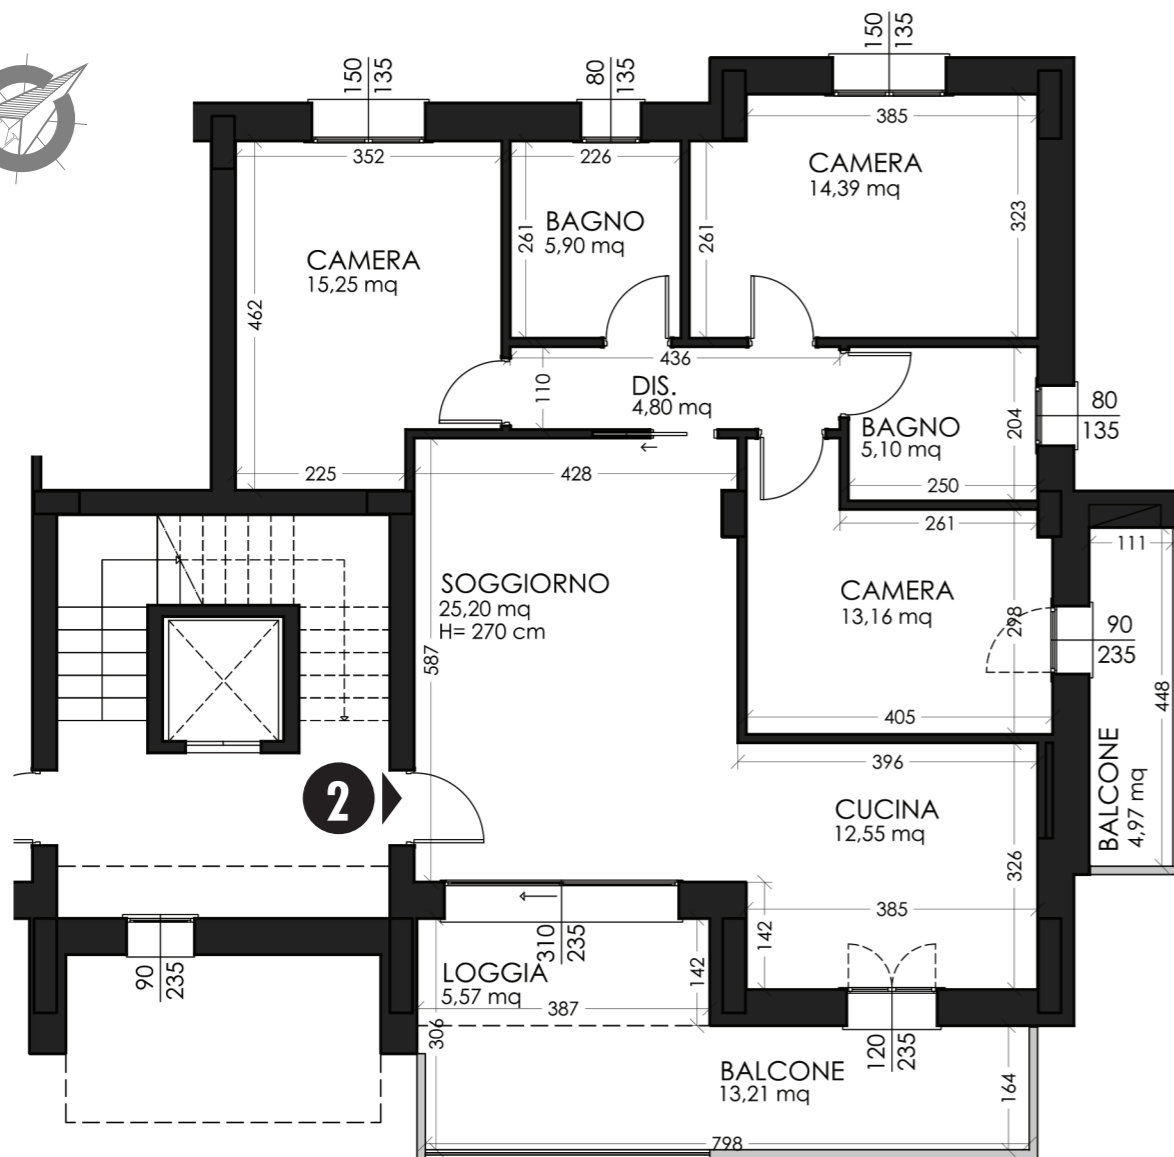 150
135
80
135
150
135
352
226
385
CAMERA
14,39 mq
BAGNO
5,90 mq
CAMERA
15,25 mq
261
261
323
462
436
110
DIS.
4,80 mq
80
135
BAGNO
5,10 mq
204
225
428
250
261
111
SOGGIORNO
25,20 mq
H= 270 cm
CAMERA
13,16 mq
298
90
235
587
448
405
396
BALCONE
4,97 mq
2
CUCINA
12,55 mq
326
385
142
142
310
235
90
235
LOGGIA
5,57 mq
387
306
120
235
BALCONE
13,21 mq
164
798